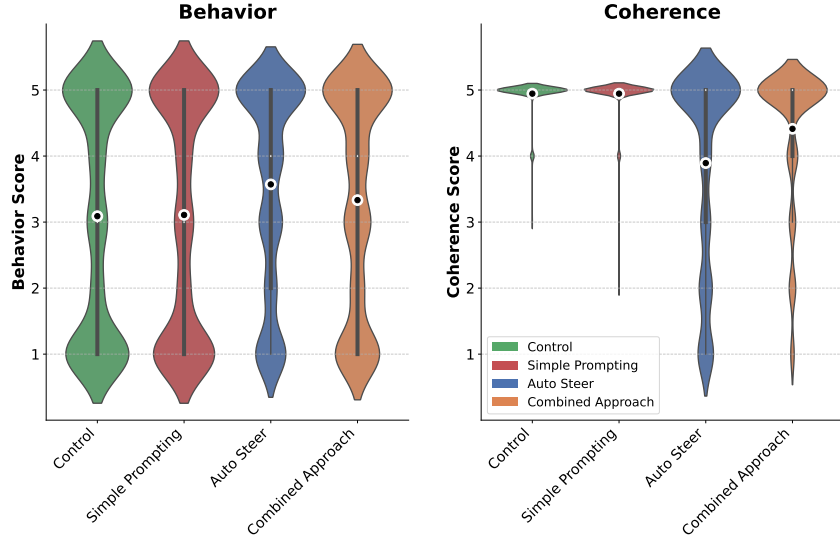 Behavior
Behavior Score
5
4
3
2
1
Control
Simple Prompting
Auto Steer
Combined Approach
Coherence
Coherence Score
5
4
3
2
1
Control
Simple Prompting
Auto Steer
Combined Approach
Control
Simple Prompting
Auto Steer
Combined Approach